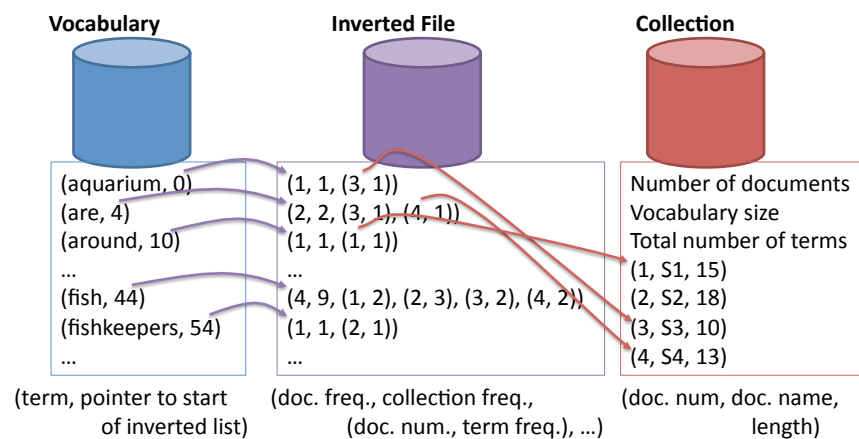 Vocabulary
(aquarium, 0)
(are, 4)
(around, 10)
…
(fish, 44)
(fishkeepers, 54)
…
(term, pointer to start
of inverted list)
Inverted File
(1, 1, (3, 1))
(2, 2, (3, 1), (4, 1))
(1, 1, (1, 1))
…
(4, 9, (1, 2), (2, 3), (3, 2), (4, 2))
(1, 1, (2, 1))
…
(doc. freq., collection freq.,
(doc. num., term freq.), …)
Collection
Number of documents
Vocabulary size
Total number of terms
(1, S1, 15)
(2, S2, 18)
(3, S3, 10)
(4, S4, 13)
(doc. num, doc. name,
length)